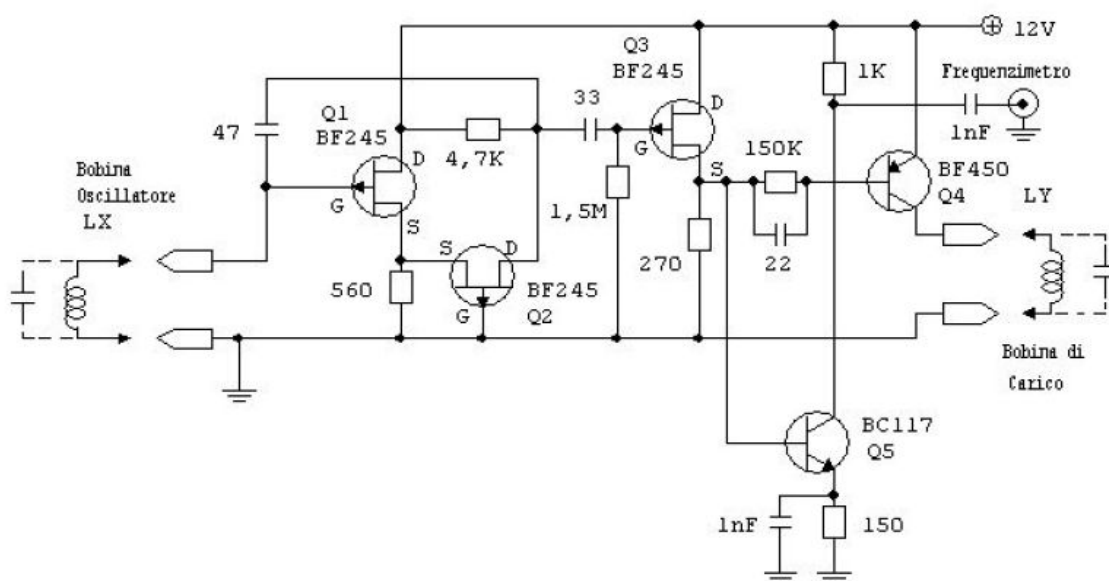 12V
Q3
BF245
1K
Frequenzimetro
1nF
47
Q1
BF245
D
4,7K
33
D
G
S
150K
BF450
Q4
Bobina
Oscillatore
LX
G
S
1,5M
270
22
LY
S
D
560
BF245
Q2
G
Bobina di
Carico
BC117
Q5
1nF
150